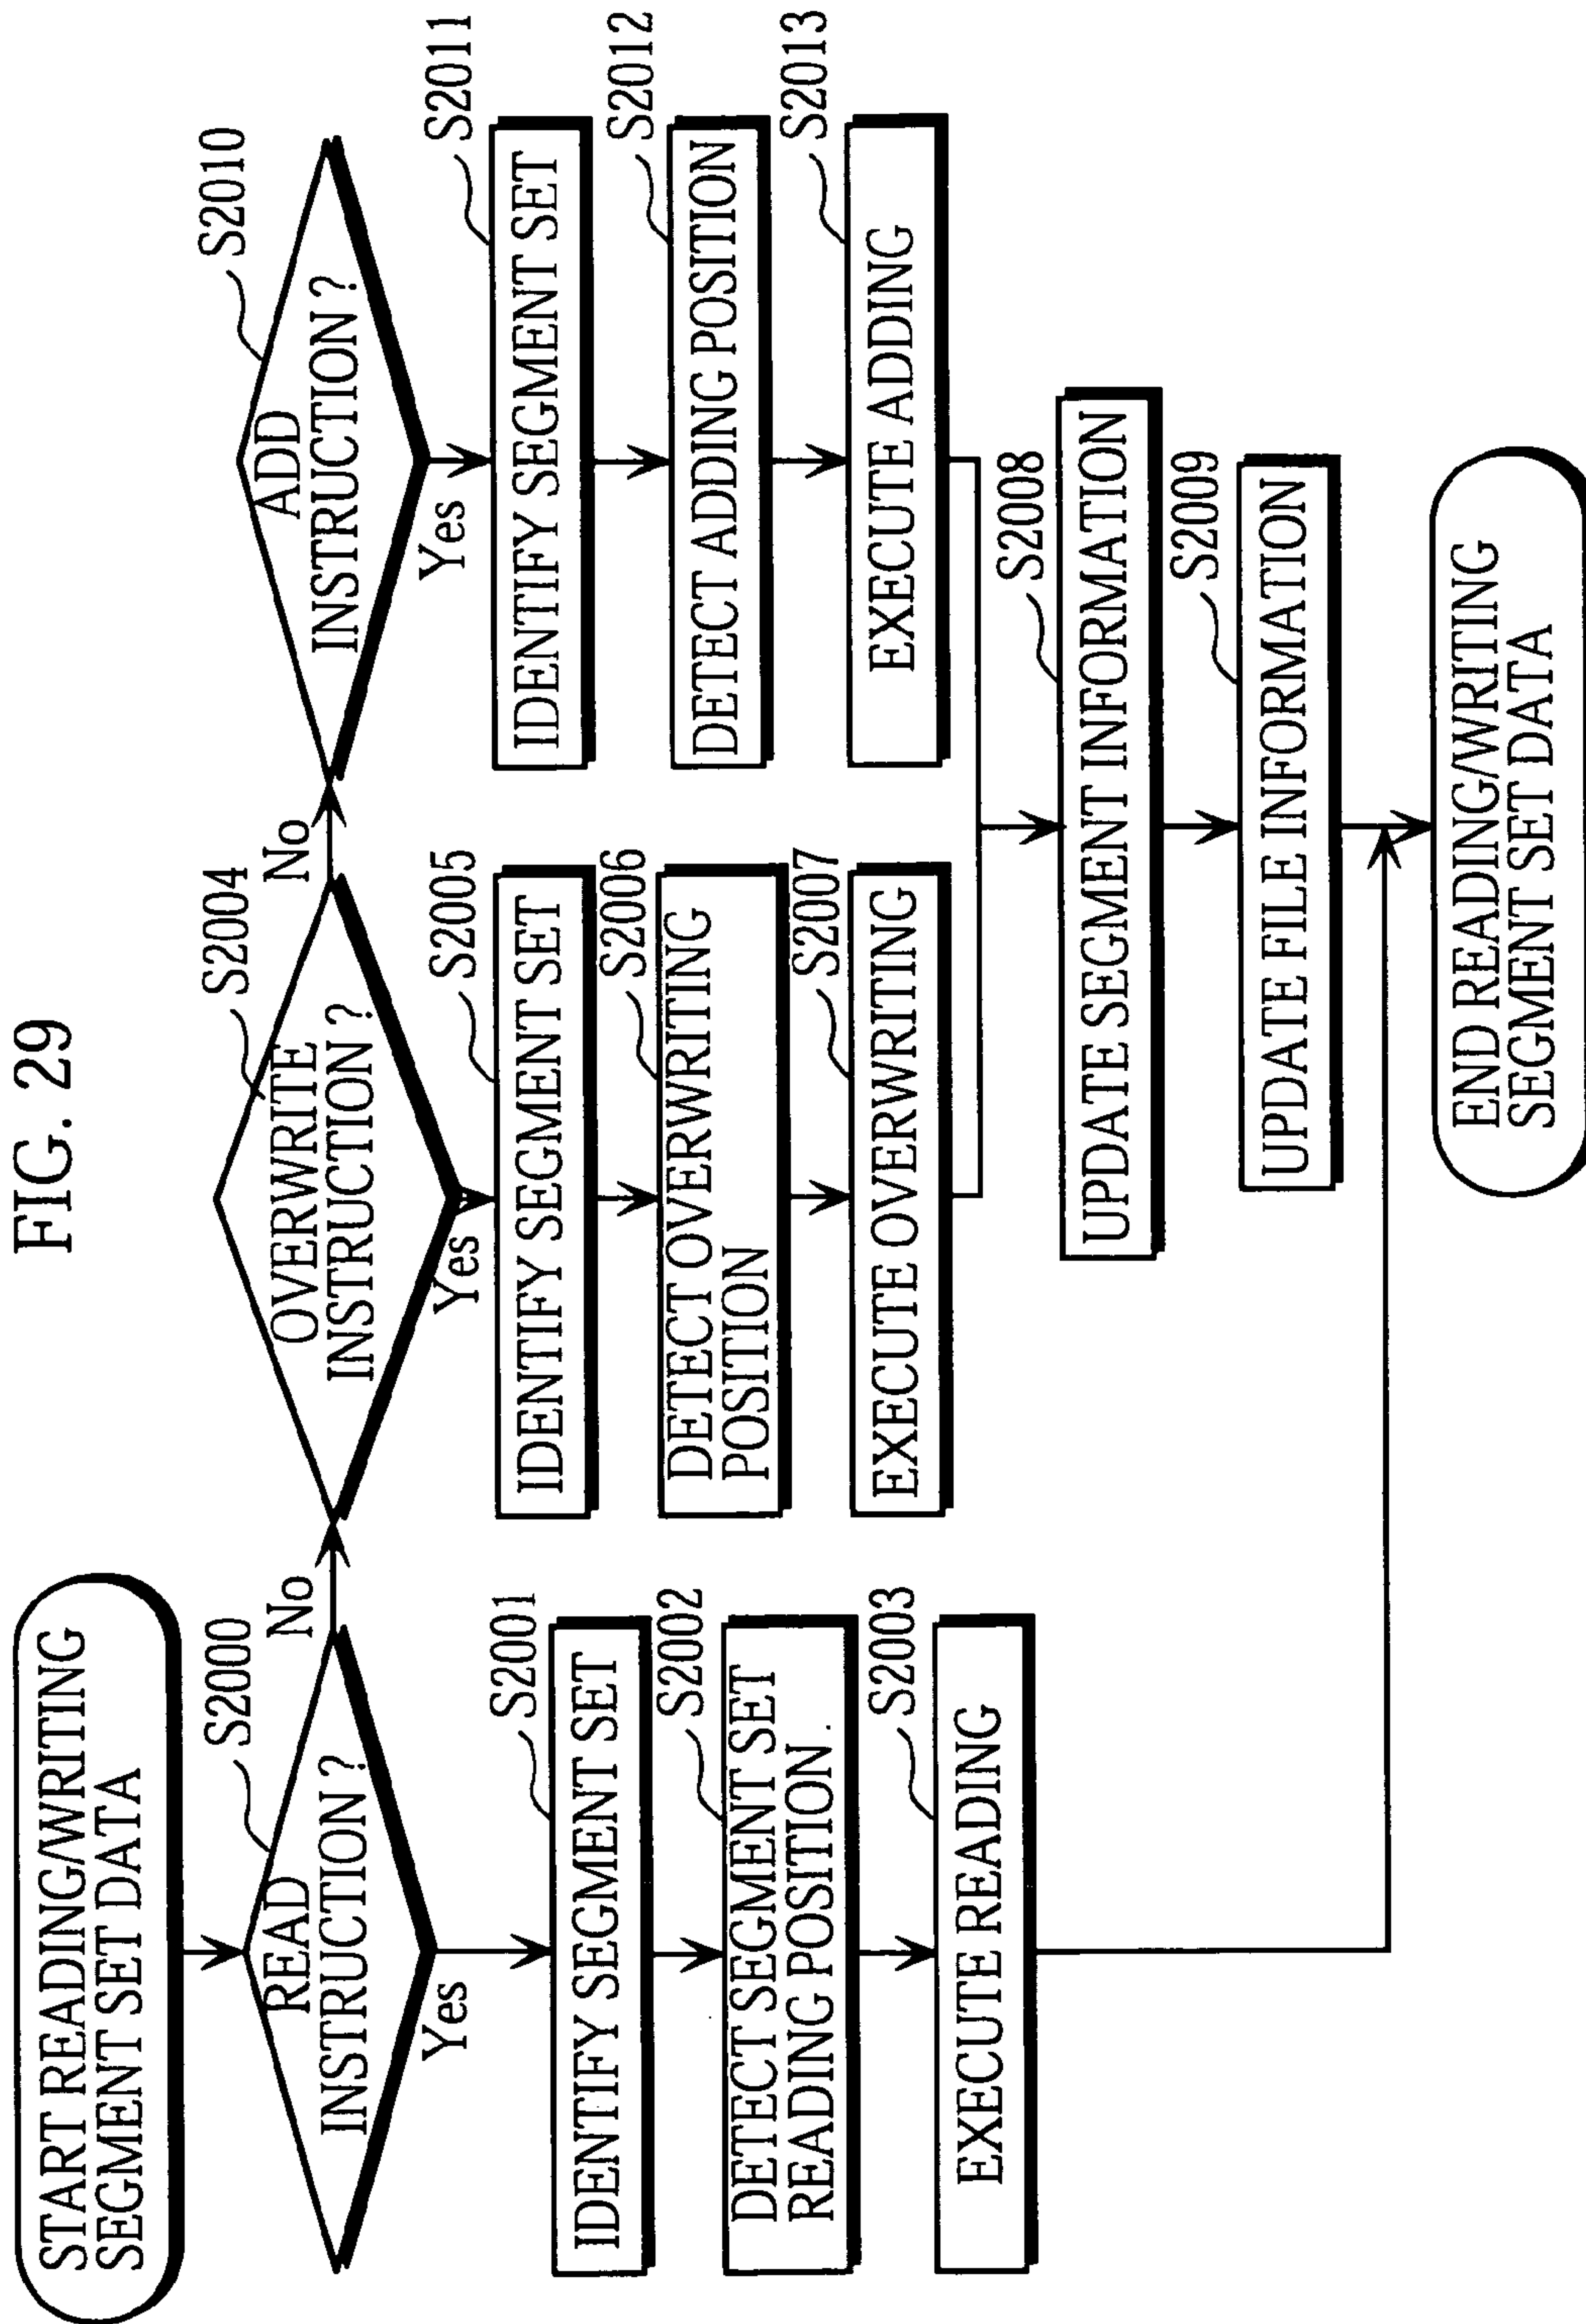 FIG. 29
START READING/WRITING
SEGMENT SET DATA
S2000
READ
INSTRUCTION ?
No
Yes
S2001
IDENTIFY SEGMENT SET
S2002
DETECT SEGMENT SET
READING POSITION .
S2003
EXECUTE READING
S2004
OVERWRITE
INSTRUCTION ?
No
Yes
S2005
IDENTIFY SEGMENT SET
S2006
DETECT OVERWRITING
POSITION
S2007
EXECUTE OVERWRITING
S2010
ADD
INSTRUCTION ?
Yes
S2011
IDENTIFY SEGMENT SET
S2012
DETECT ADDING POSITION
S2013
EXECUTE ADDING
S2008
UPDATE SEGMENT INFORMATION
S2009
UPDATE FILE INFORMATION
END READING/WRITING
SEGMENT SET DATA